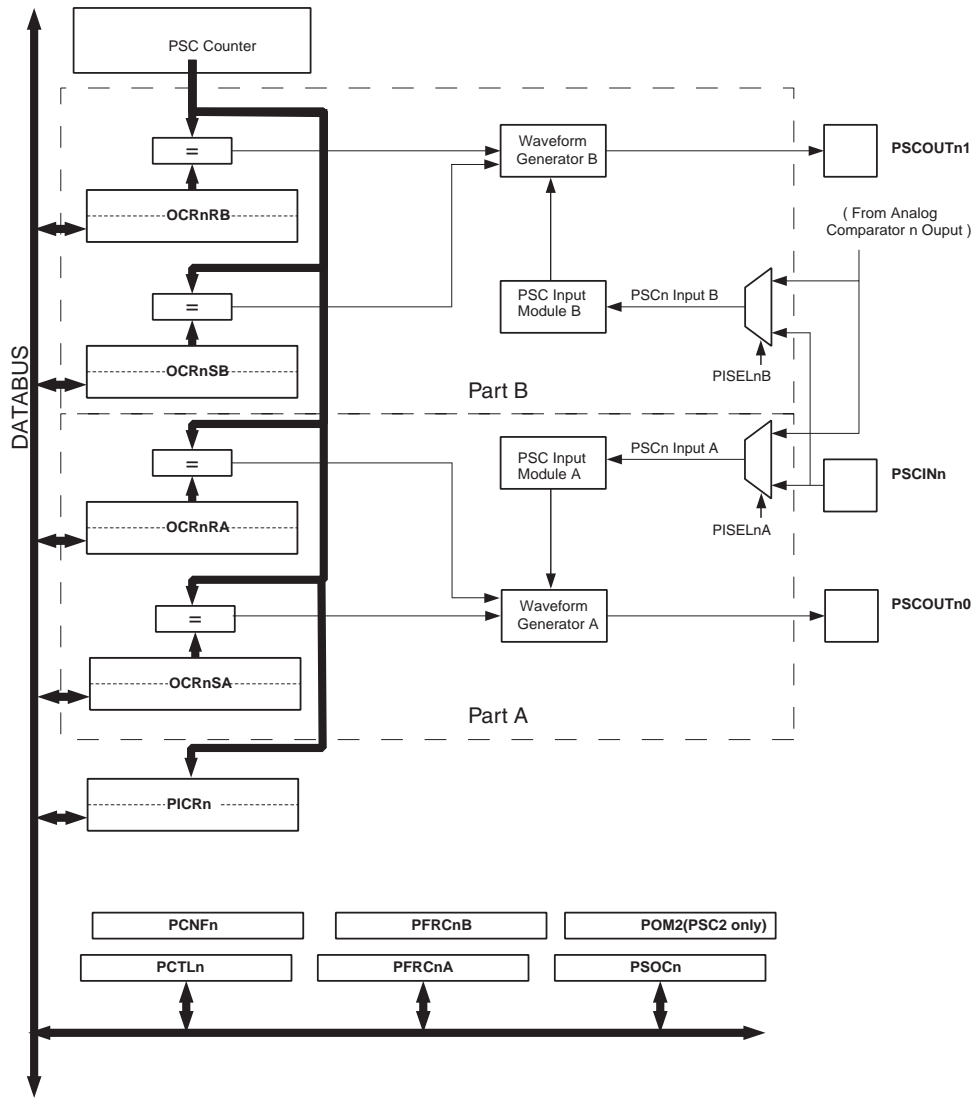 PSC Counter
=
Waveform
Generator B
PSCOUTn1
OCRnRB
( From Analog
Comparator n Ouput )
=
PSC Input
Module B
PSCn Input B
OCRnSB
PISELnB
Part B
DATABUS
=
PSC Input
Module A
PSCn Input A
PSCINn
OCRnRA
PISELnA
=
Waveform
Generator A
PSCOUTn0
OCRnSA
Part A
PICRn
PCNFn
PFRCnB
POM2(PSC2 only)
PCTLn
PFRCnA
PSOCn